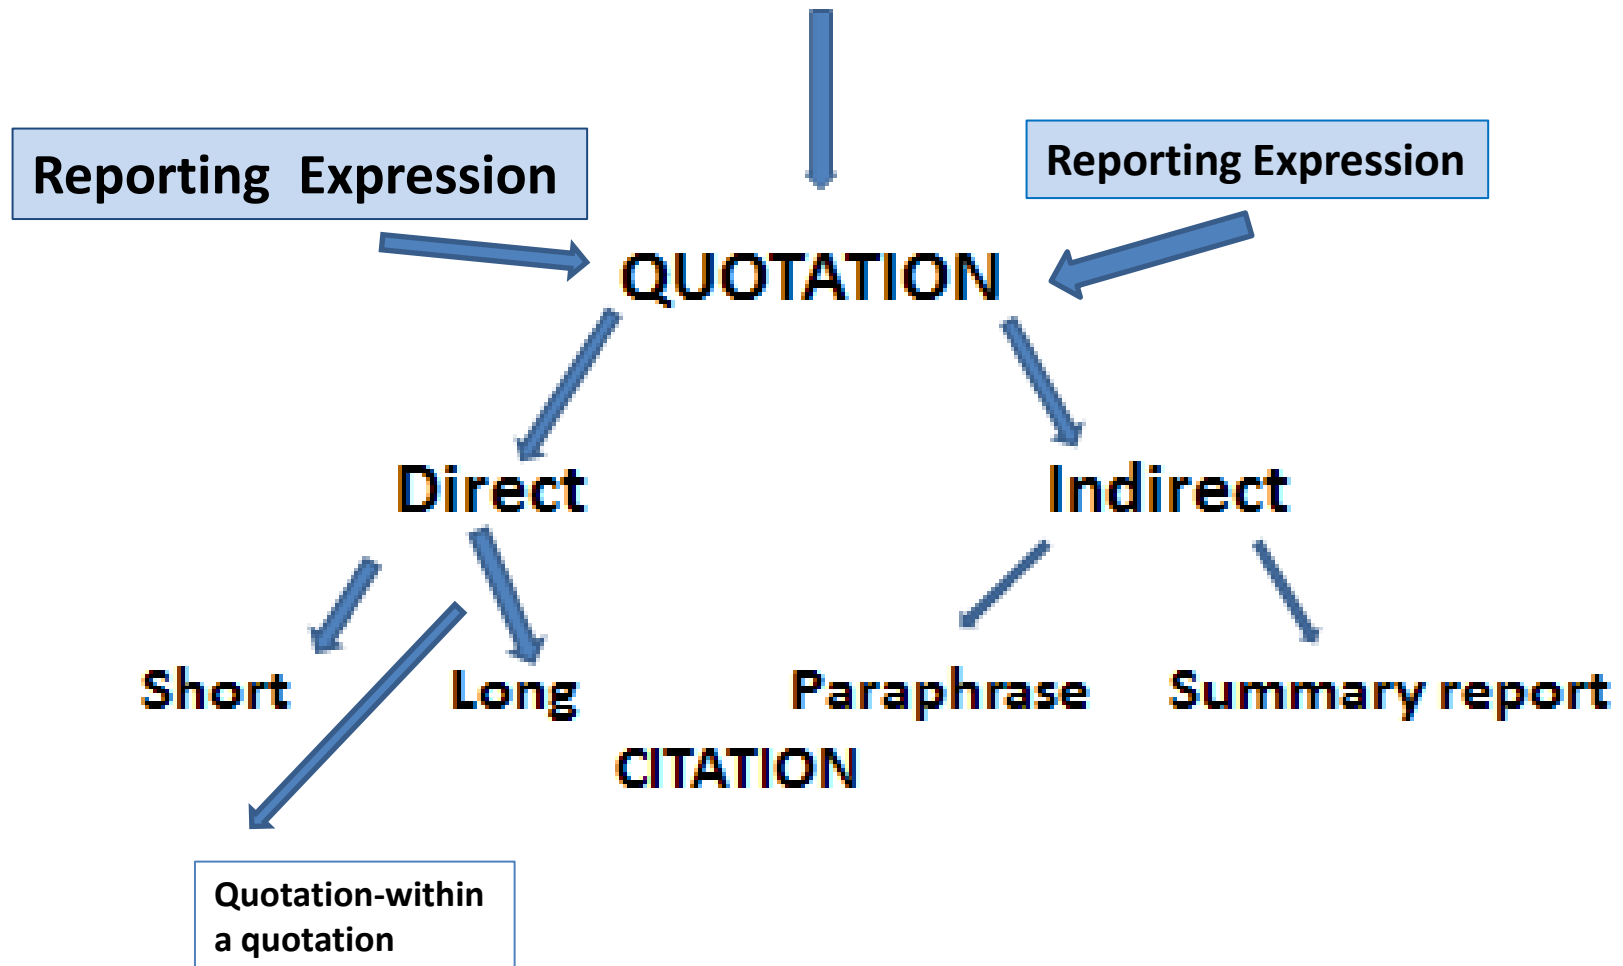 Reporting Expression
Reporting Expression
QUOTATION
Direct
Indirect
Short
Long
Paraphrase
Summary report
CITATION
Quotation-within
a quotation